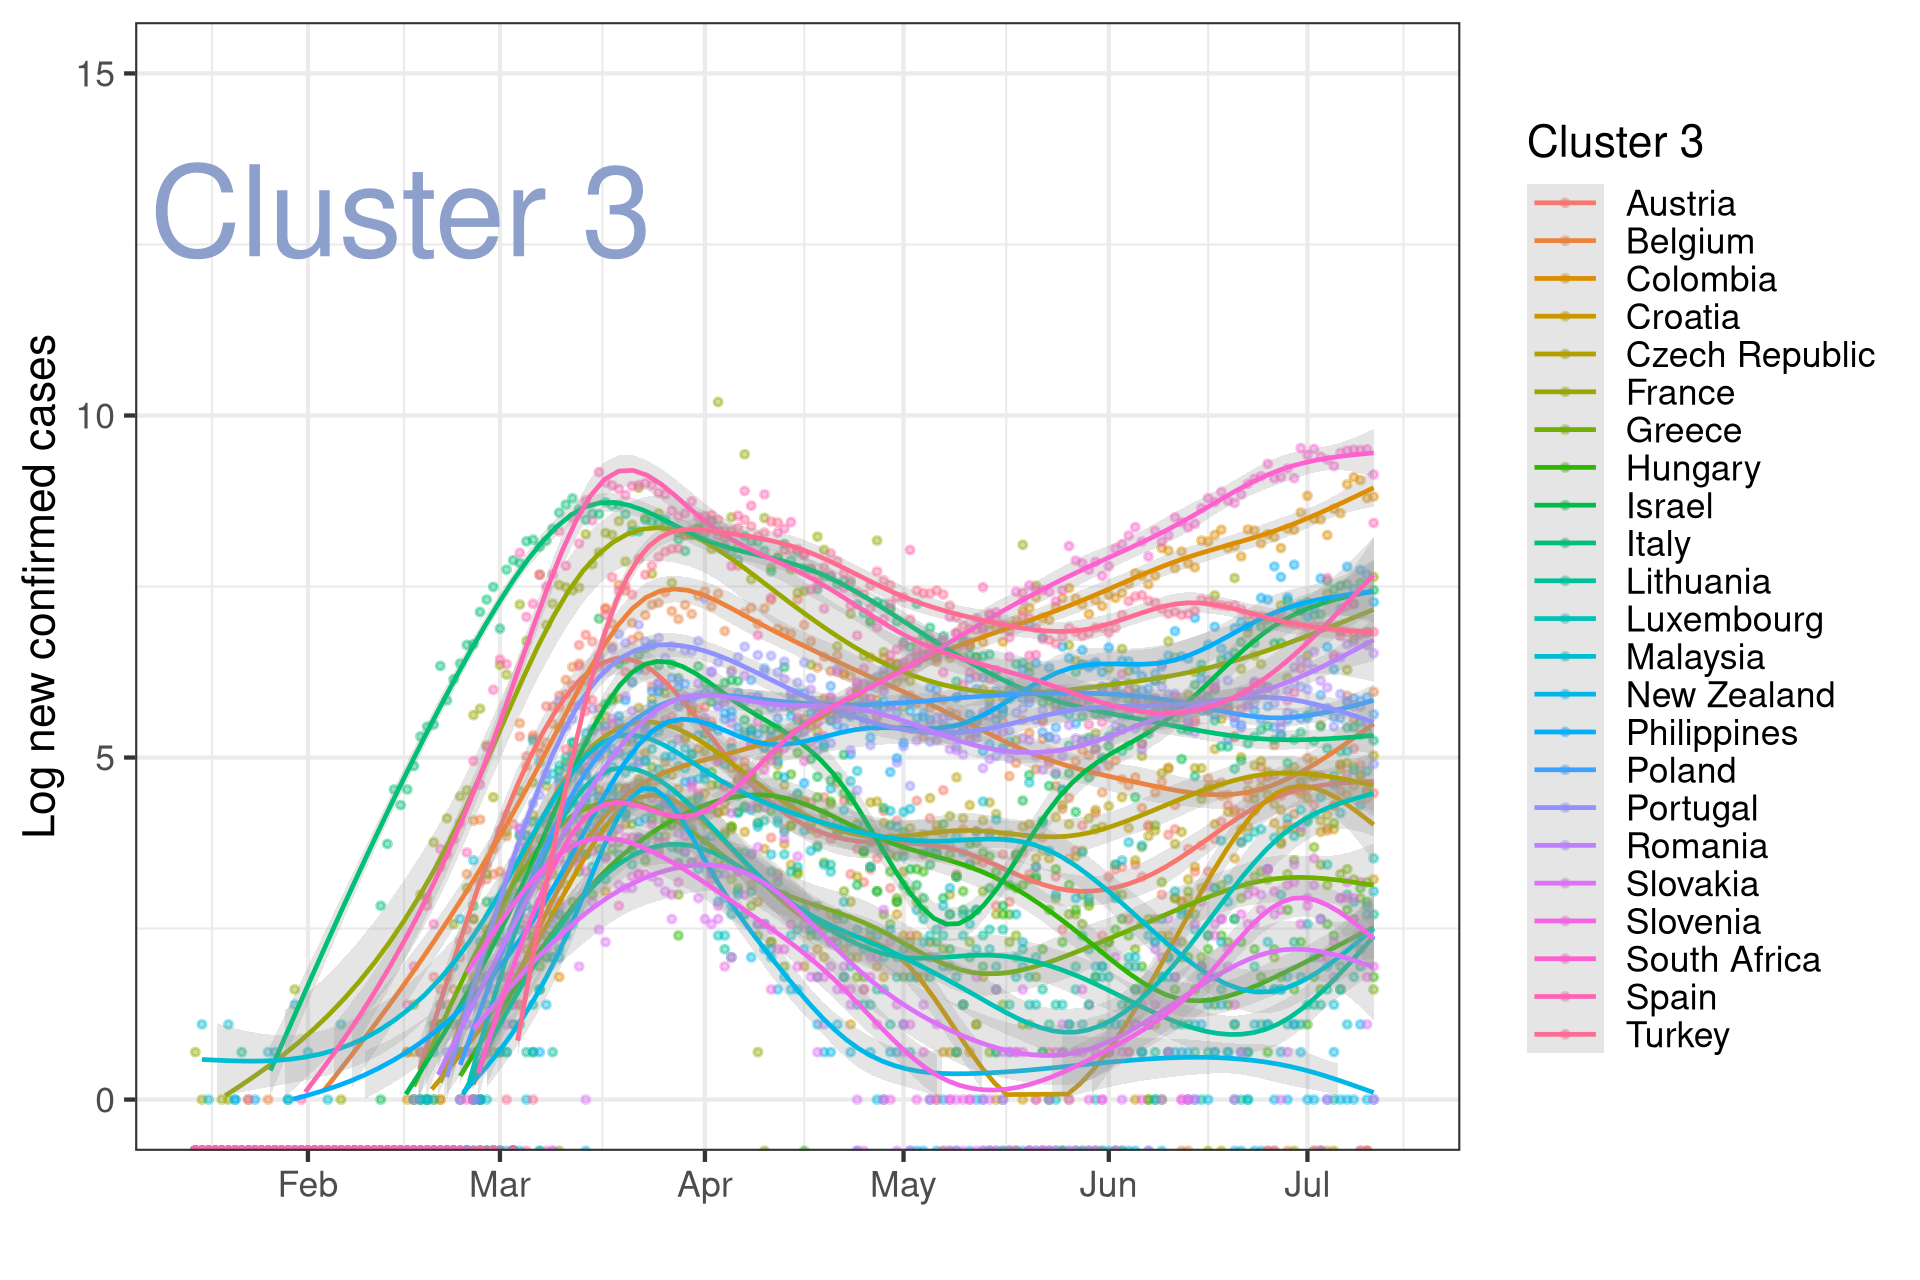 15
10
5
0
Log new confirmed cases
Cluster 3
Feb Mar Apr May Jun Jul
Cluster 3
Austria
Belgium
Colombia
Croatia
Czech Republic
France
Greece
Hungary
Israel
Italy
Lithuania
Luxembourg
Malaysia
New Zealand
Philippines
Poland
Portugal
Romania
Slovakia
Slovenia
South Africa
Spain
Turkey